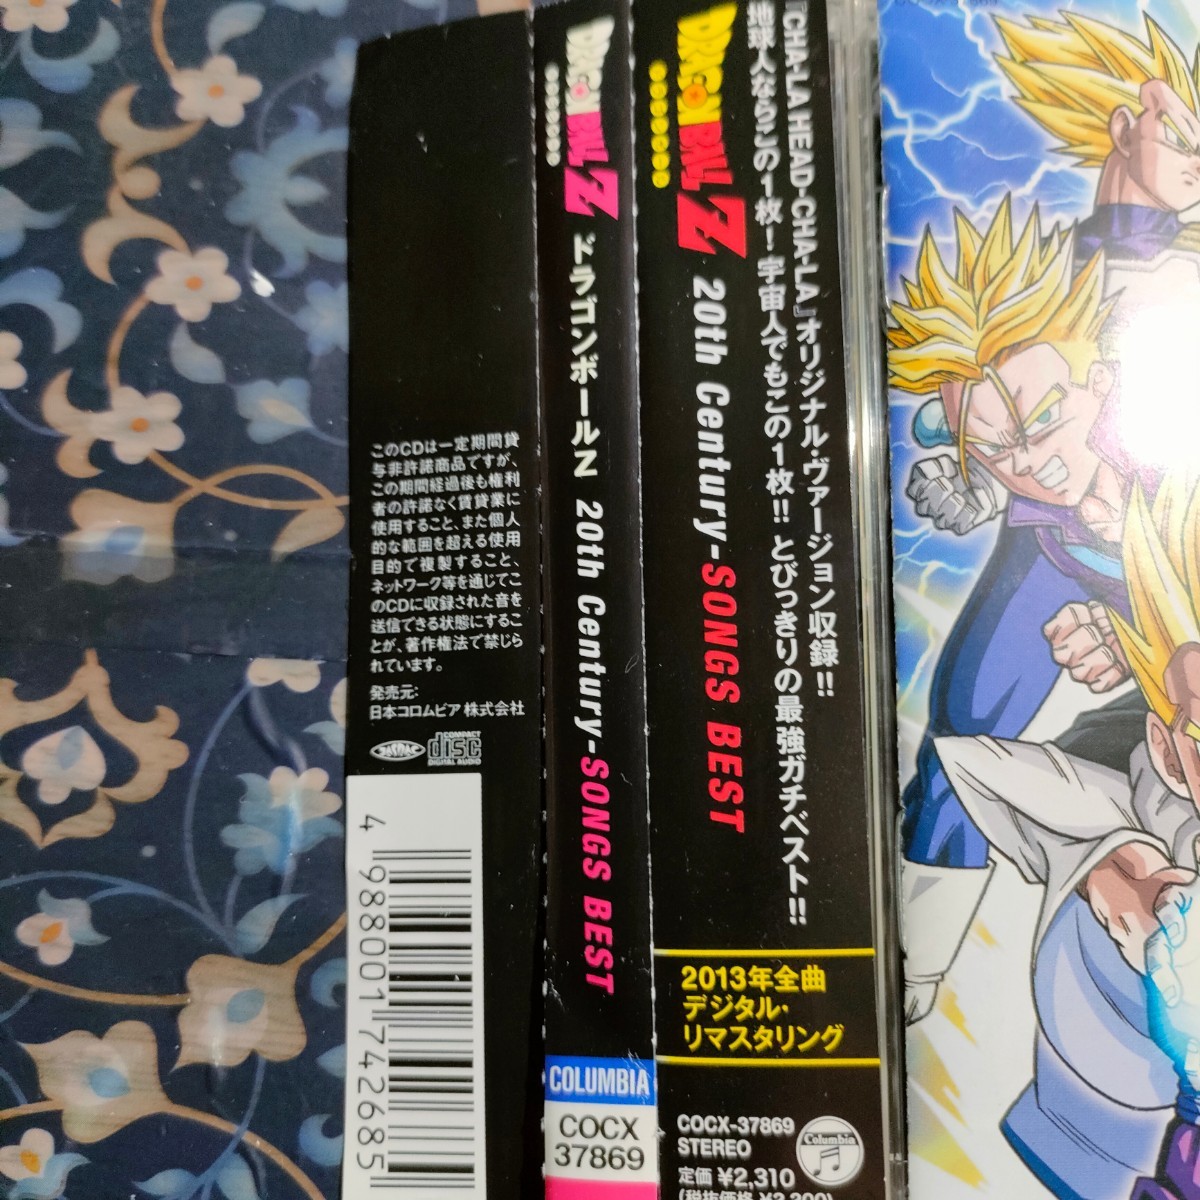 このCDは一定期間貸
与非許諾商品ですが、
この期間経過後も権利
者の許諾なく賃貸業に
使用すること、また個人
的な範囲を超える使用
目的で複製すること、
ネットワーク等を通じてこ
のCDに収録された音を
送信できる状態にするこ
とが、著作権法で禁じら
れています。
発売元:
日本コロムビア株式会社
JASRAC
COMPACT
disc
DIGITAL AUDIO
4 988001 742685
DRAGON BALL Z
ドラゴンボールZ 20th Century-SONGS BEST
COLUMBIA
COCX
37869
『CHA-LA HEAD-CHA-LA』オリジナル・ヴァージョン収録!!
地球人ならこの1枚!宇宙人でもこの1枚!! とびっきりの最強ガチベスト!!
DRAGON BALL Z
20th Century-SONGS BEST
2013年全曲
デジタル・
リマスタリング
COCX-37869
STEREO
定価 ¥2,310
(税抜価格 ¥2,200)
Columbia